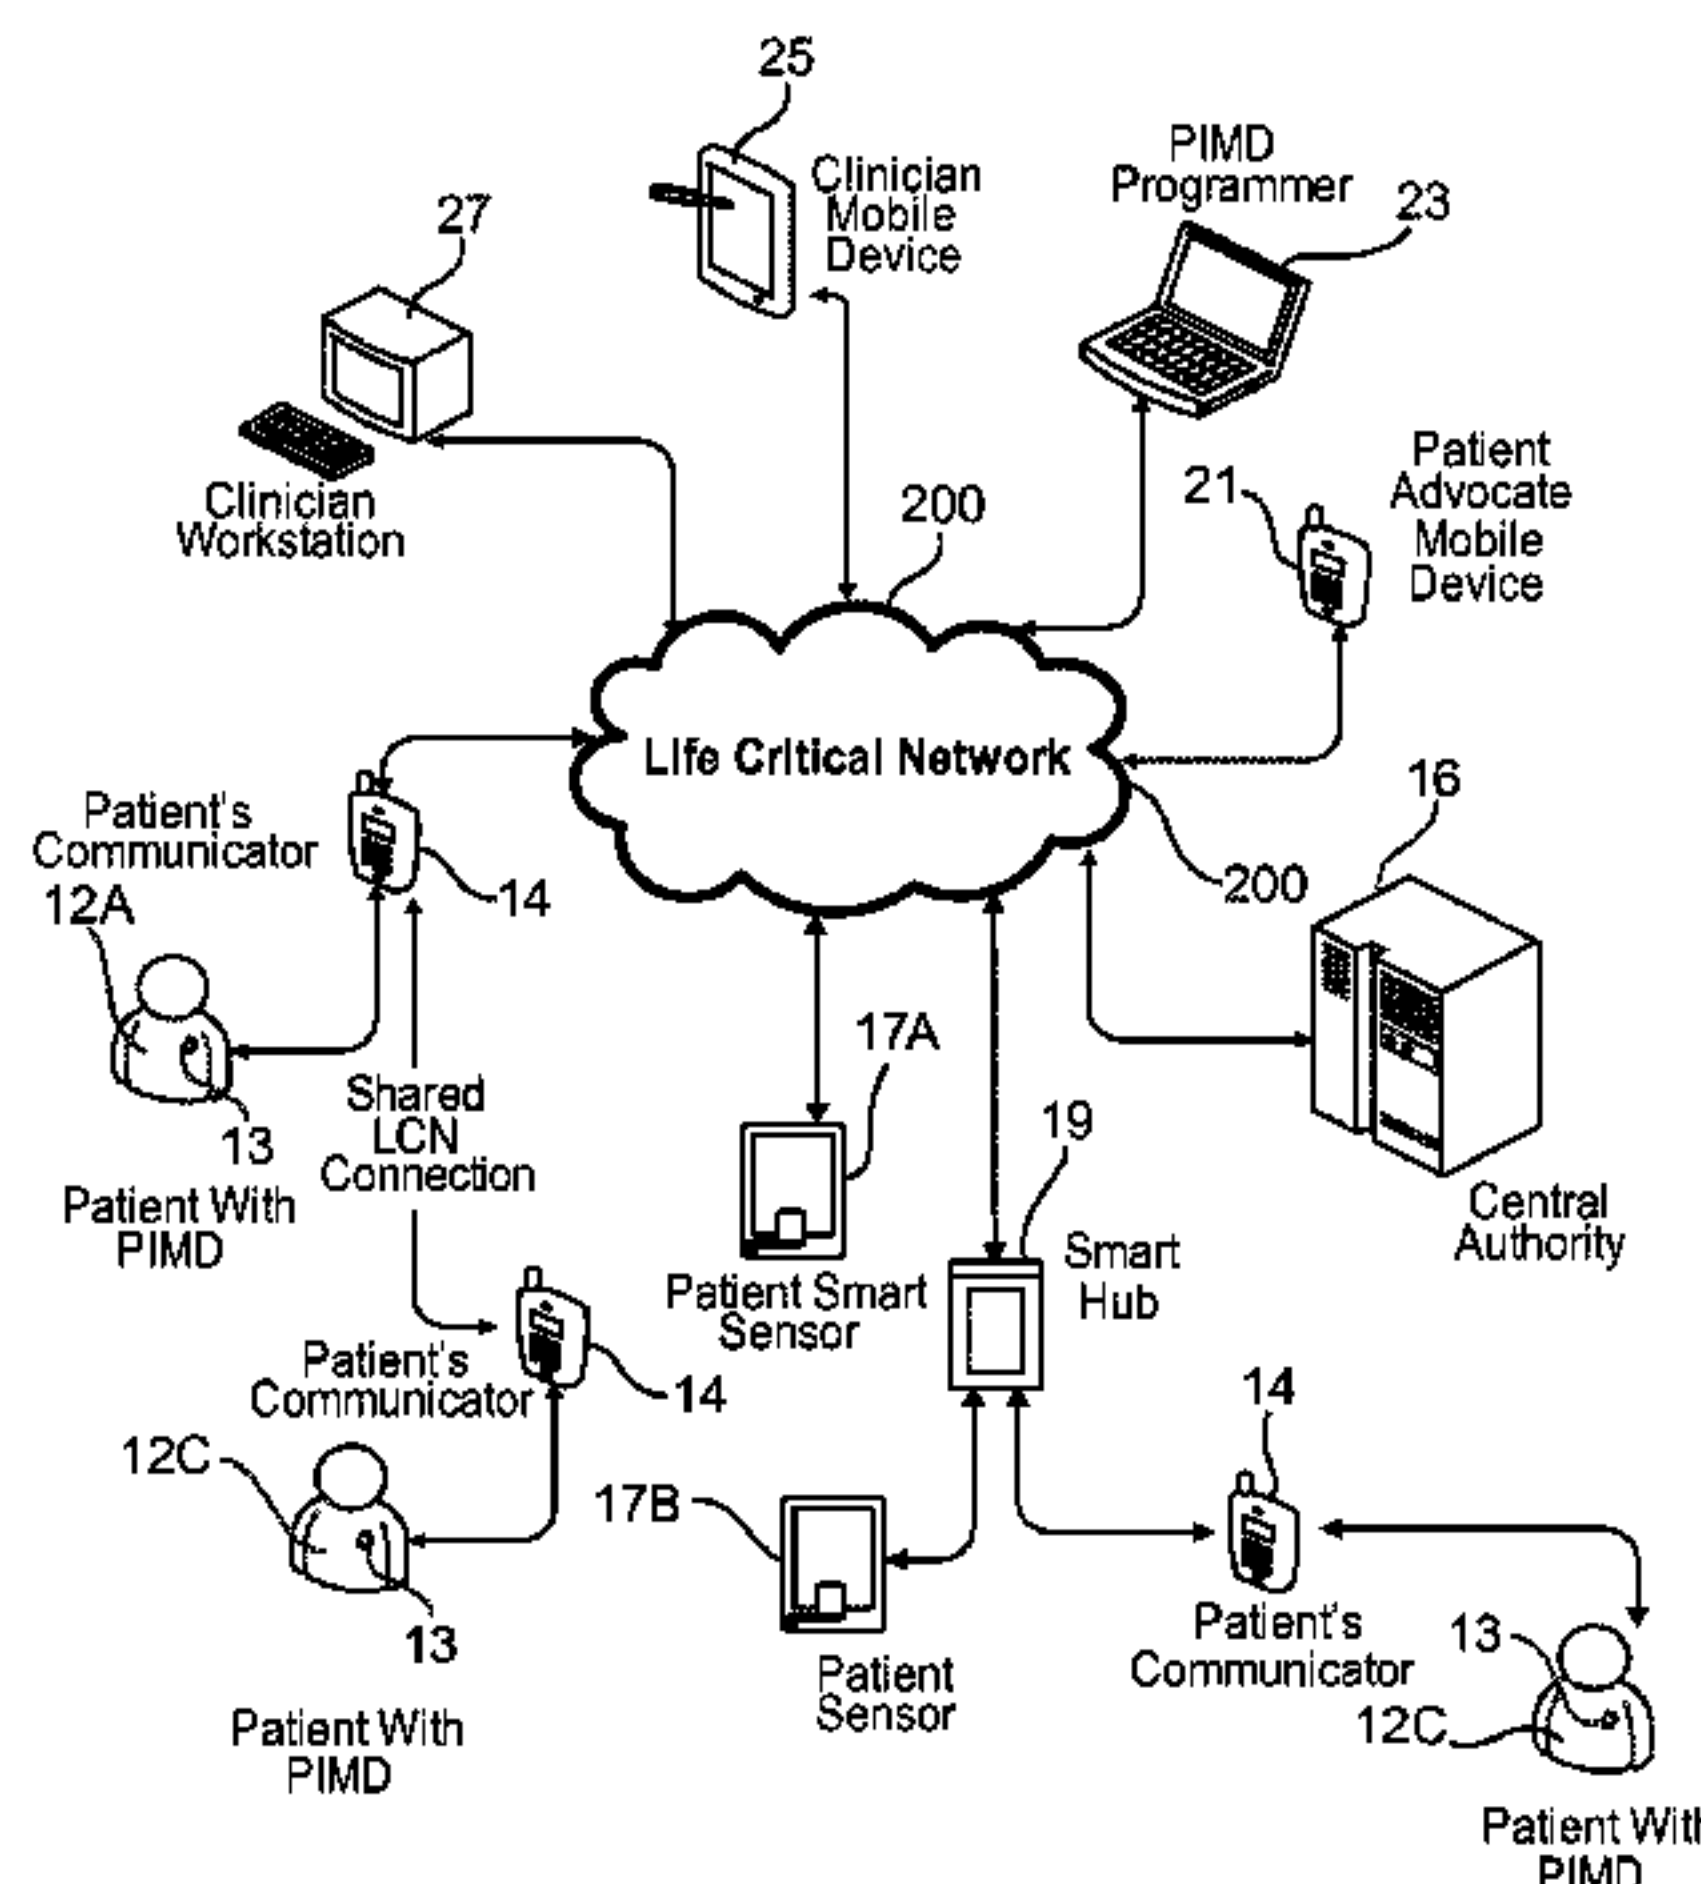 25
PIMD
Programmer
Clinician
Mobile
Device
23
27
Patient
Advocate
Mobile
Device
21
200
Clinician
Workstation
Life Critical Network
16
Patient's
Communicator
12A
14
200
17A
Shared
LCN
Connection
13
19
Patient With
PIMD
Central
Authority
Smart
Hub
Patient Smart
Sensor
Patient's
Communicator
14
14
12C
17B
13
Patient's
Communicator
13
12C
Patient
Sensor
Patient With
PIMD
Patient With
PIMD